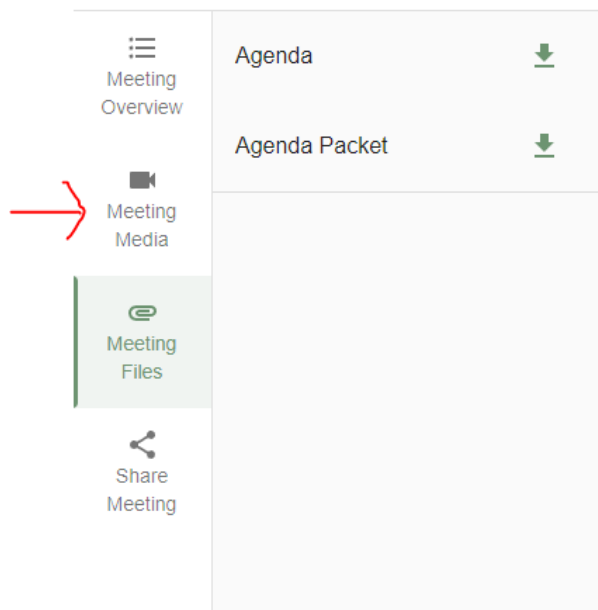 Meeting
Overview
Meeting
Media
Meeting
Files
Share
Meeting
Agenda
Agenda Packet